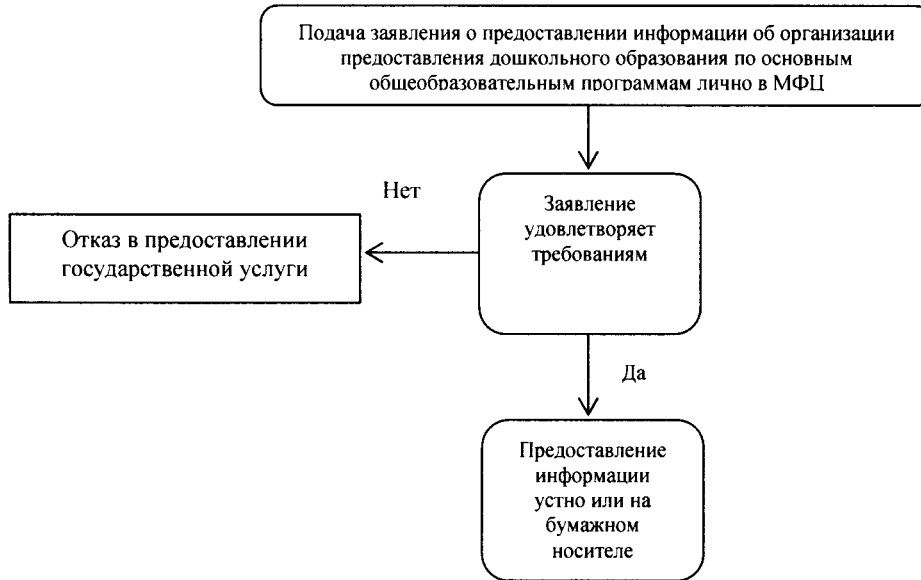 Подача заявления о предоставлении информации об организации
предоставления дошкольного образования по основным
общеобразовательным программам лично в МФЦ
Нет
Заявление
удовлетворяет
требованиям
Отказ в предоставлении
государственной услуги
Да
Предоставление
информации
устно или на
бумажном
носителе